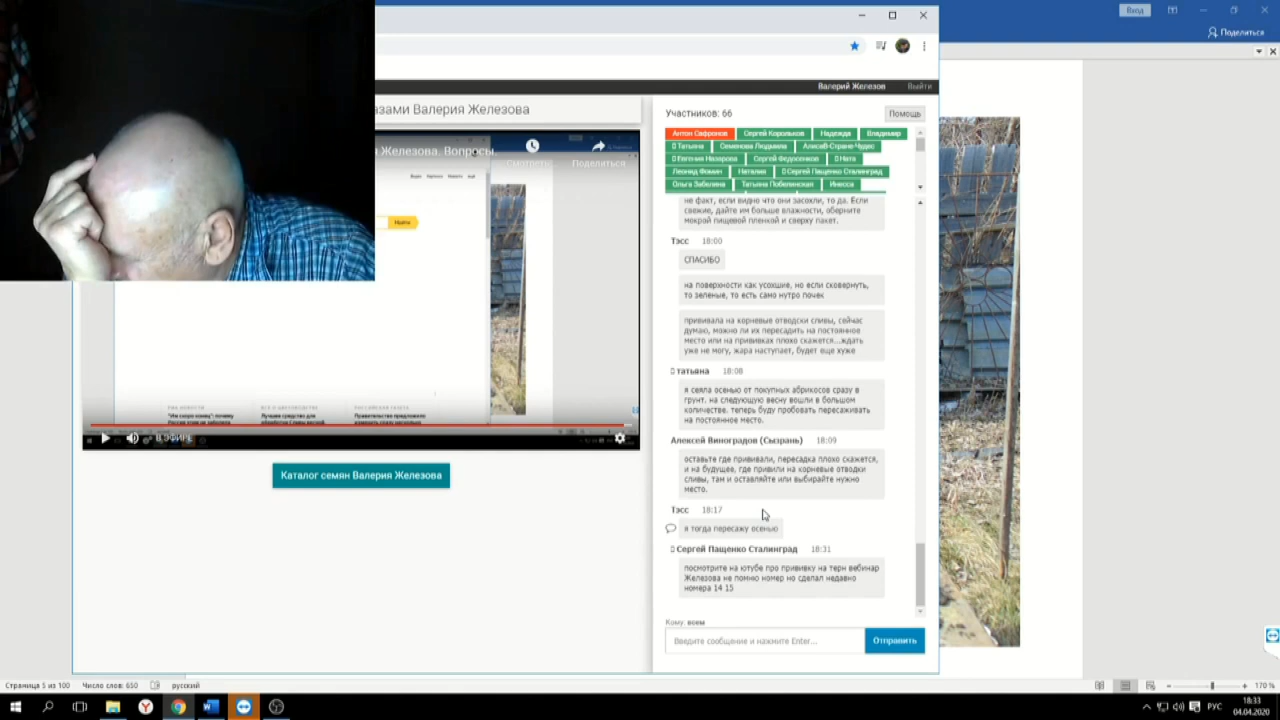 Вход
Поделиться
Валерий Железов Выйти
азами Валерия Железова
Участников: 66
Помощь
Антон Сафронов Сергей Корольков Надежда Владимир
Татьяна Семенова Людмила АлисаВ-Стране-Чудес
Евгения Назарова Сергей Федосенков Ната
Леонид Фомин Наталия Сергей Пащенко Сталинград
Ольга Забелина Татьяна Побелинская Инесса
Железова. Вопросы.
Смотреть
Поделиться
Найти
В ЭФИРЕ
Каталог семян Валерия Железова
не факт, если видно что они засохли, то да. Если
свежие, дайте им больше влажности, оберните
мокрой пищевой пленкой и сверху пакет.
Тэсс 18:00
СПАСИБО
на поверхности как усохшие, но если сковернуть,
то зеленые, то есть само нутро почек
прививала на корневые отводски сливы, сейчас
думаю, можно ли их пересадить на постоянное
место или на прививках плохо скажется...ждать
уже не могу, жара наступает, будет еще хуже
татьяна 18:08
я сеяла осенью от покупных абрикосов сразу в
грунт. на следующую весну вошли в большом
количестве. теперь буду пробовать пересаживать
на постоянное место.
Алексей Виноградов (Сызрань) 18:09
оставьте где прививали, пересадка плохо скажется,
и на будущее, где привили на корневые отводки
сливы, там и оставляйте или выбирайте нужно
место.
Тэсс 18:17
я тогда пересажу осенью
Сергей Пащенко Сталинград 18:31
посмотрите на ютубе про прививку на терн вебинар
Железова не помню номер но сделал недавно
номера 14 15
Кому: всем
Введите сообщение и нажмите Enter...
Отправить
Страница 5 из 100 Число слов: 650 русский
170 %
РУС
18:33
04.04.2020